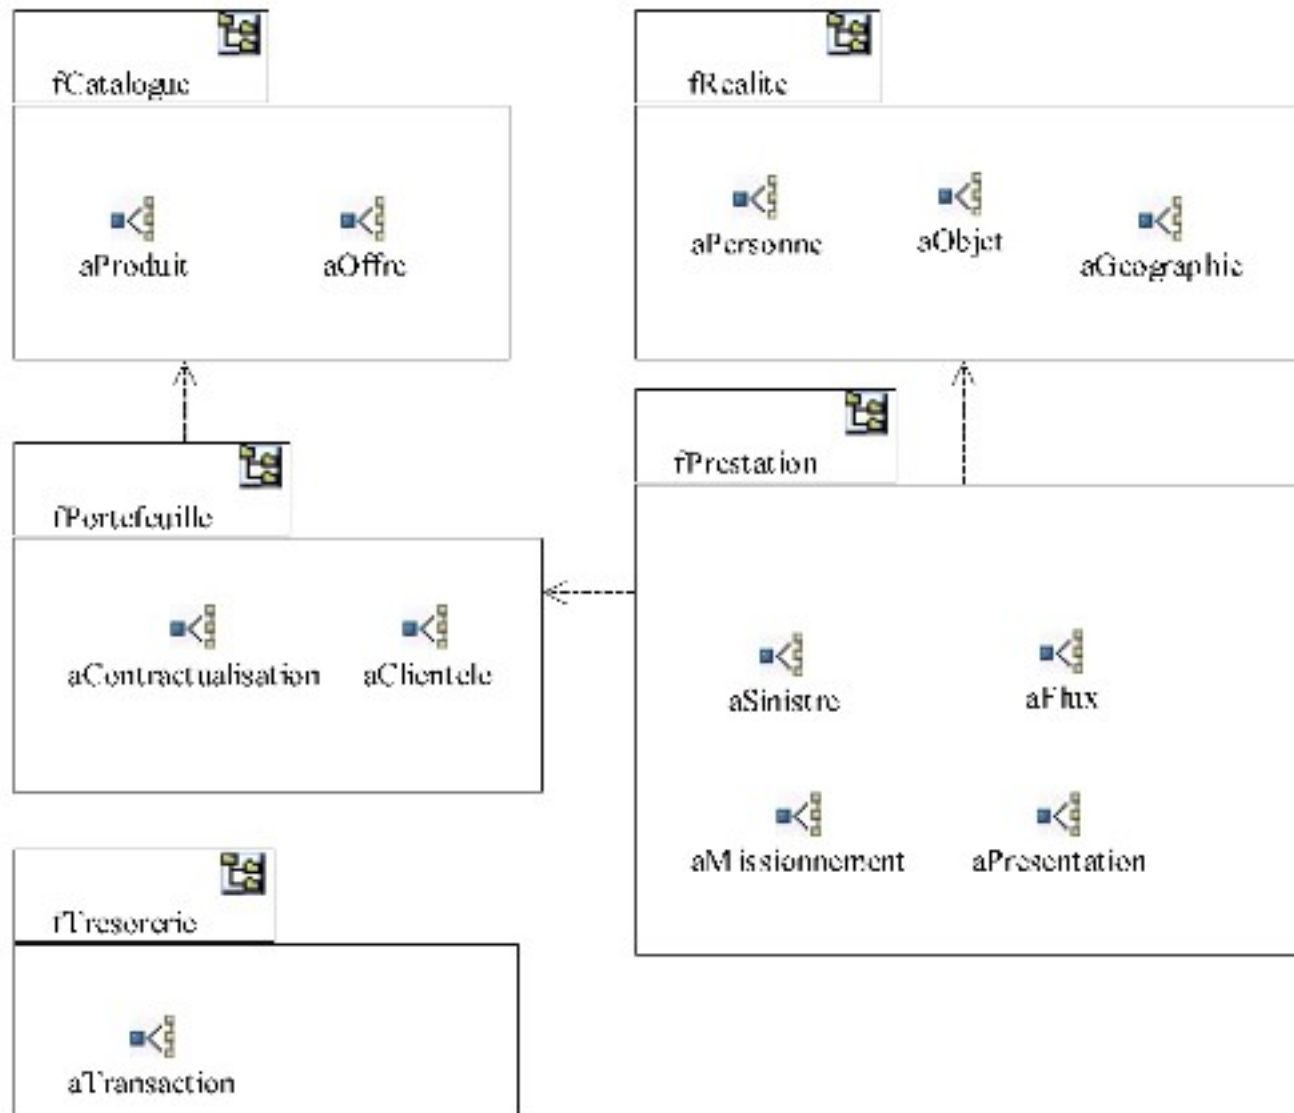 fCatalogue
aProduit
aOffre
fRealite
aPersonne
aObjet
aGeographie
fPortefeuille
aContractualisation
aClientele
fPrestation
aSinistre
aFlux
aMissionnement
aPresentation
fTresorerie
aTransaction